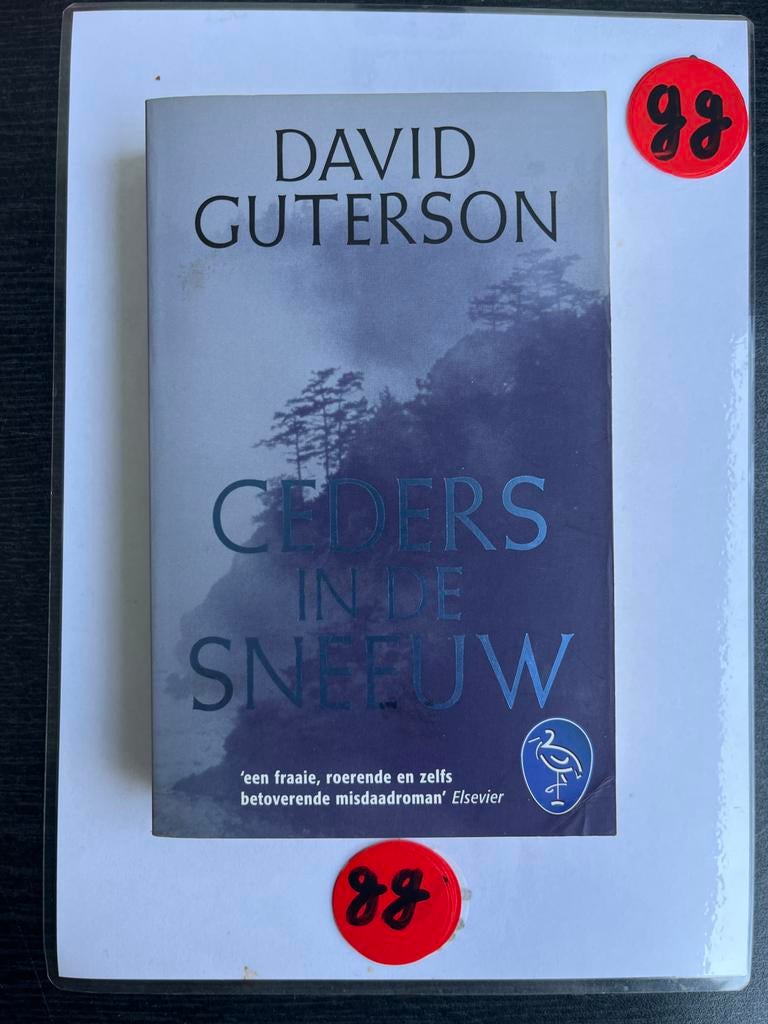 gg
DAVID
GUTERSON
CEDERS
IN DE
SNEEUW
'een fraaie, roerende en zelfs
betoverende misdaadroman' Elsevier
gg